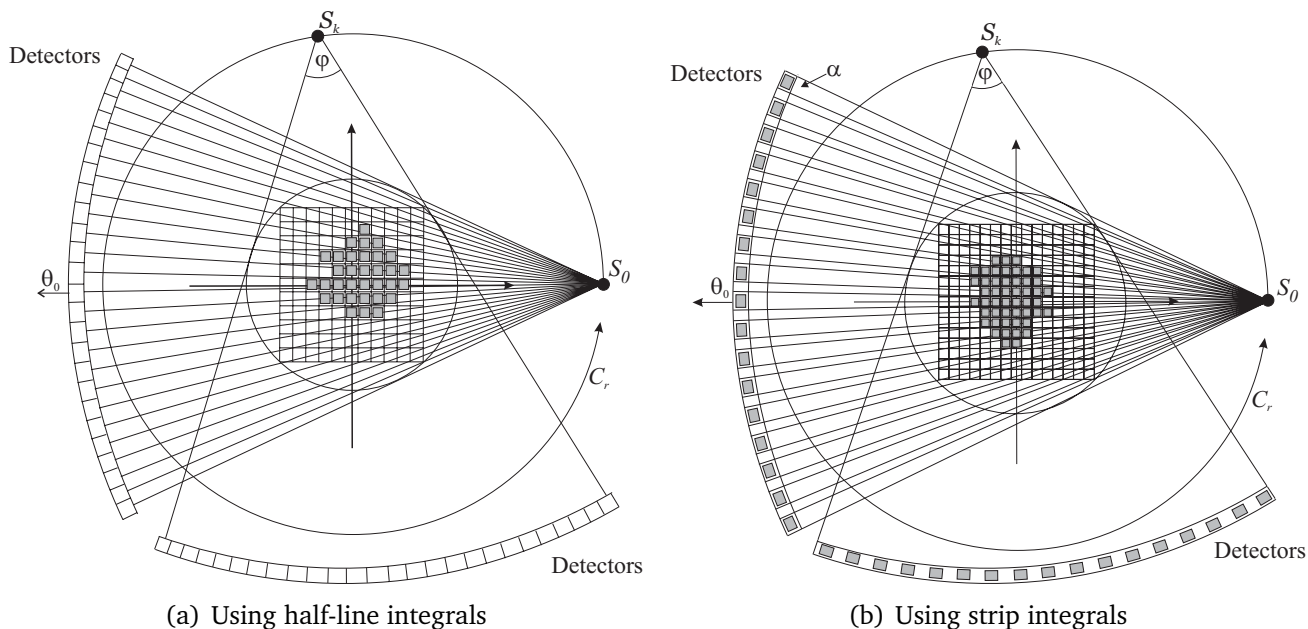 S_k
Detectors
φ
θ_0
S_0
C_r
Detectors
(a) Using half-line integrals
S_k
Detectors
α
φ
θ_0
S_0
C_r
Detectors
(b) Using strip integrals